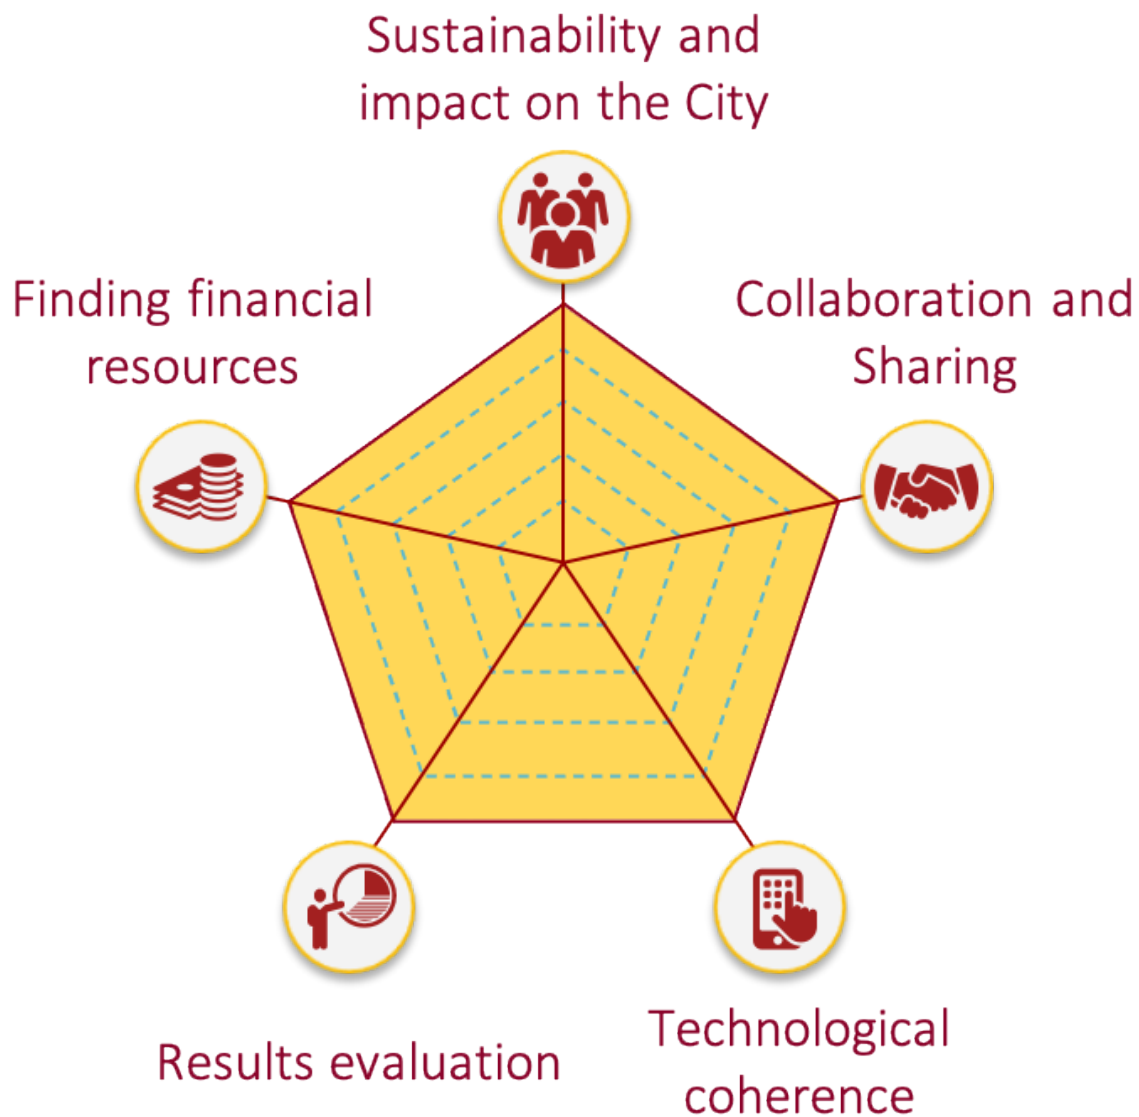 Sustainability and
impact on the City
Finding financial
resources
Collaboration and
Sharing
Results evaluation
Technological
coherence